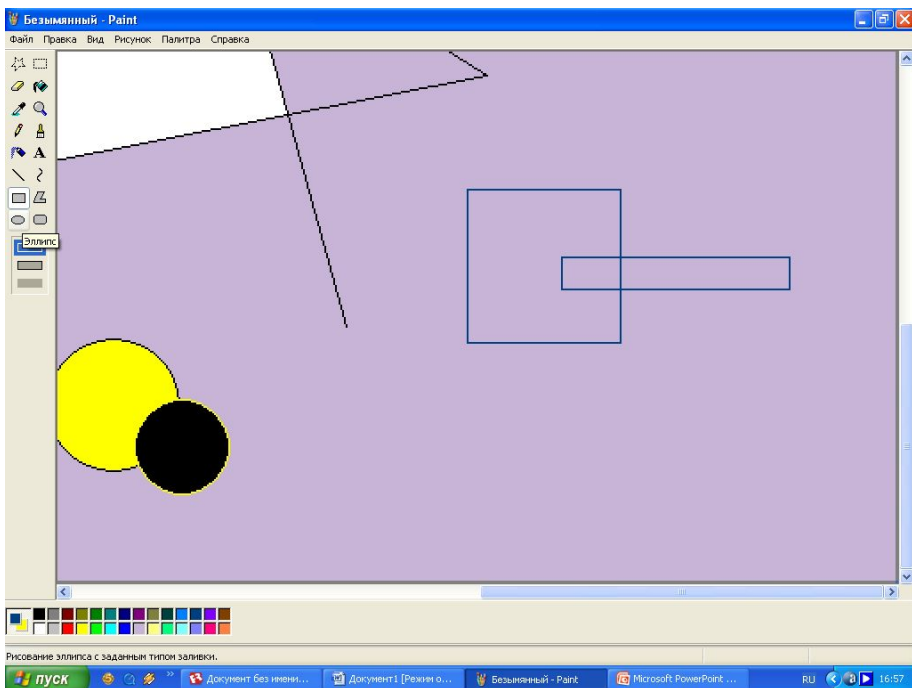 Безымянный - Paint
Файл Правка Вид Рисунок Палитра Справка
A
Эллипс
Рисование эллипса с заданным типом заливки.
пуск » Документ без имени... Документ1 [Режим о... Безымянный - Paint Microsoft PowerPoint ... RU 16:57